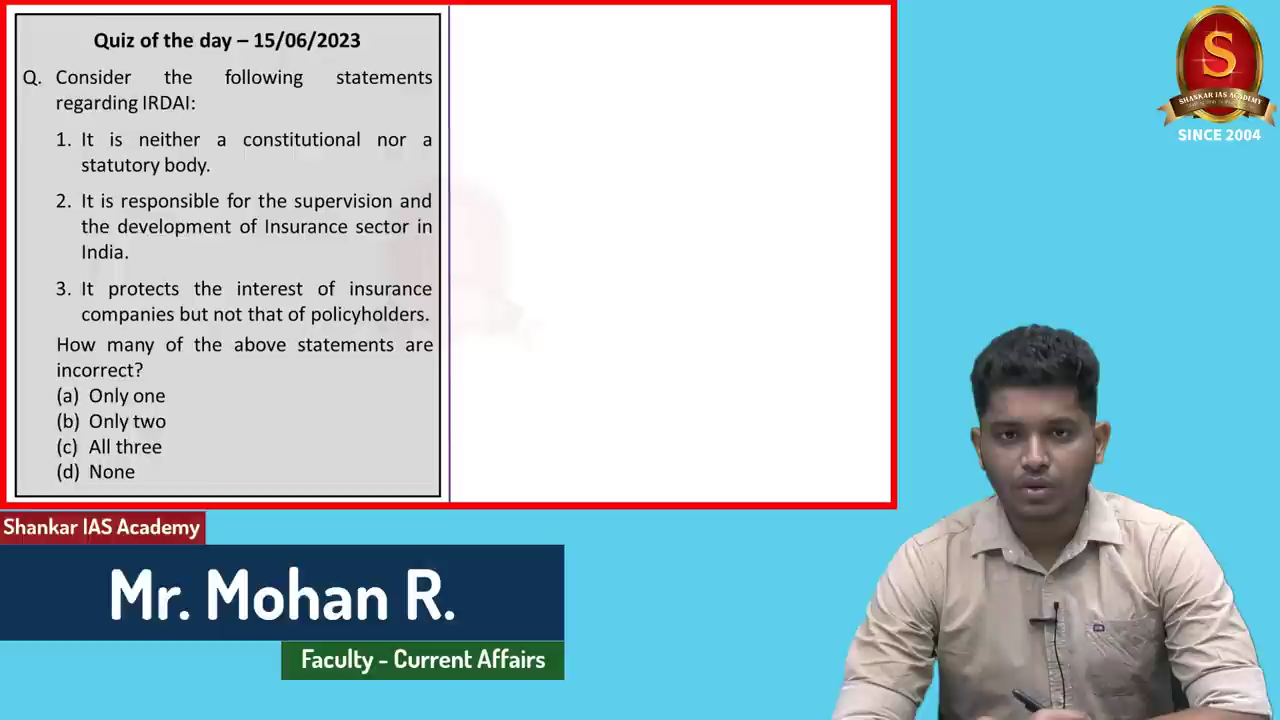 Quiz of the day – 15/06/2023
Q. Consider the following statements
regarding IRDAI:
1. It is neither a constitutional nor a
statutory body.
2. It is responsible for the supervision and
the development of Insurance sector in
India.
3. It protects the interest of insurance
companies but not that of policyholders.
How many of the above statements are
incorrect?
(a) Only one
(b) Only two
(c) All three
(d) None
S
SHANKAR IAS ACADEMY
SINCE 2004
Shankar IAS Academy
Mr. Mohan R.
Faculty - Current Affairs